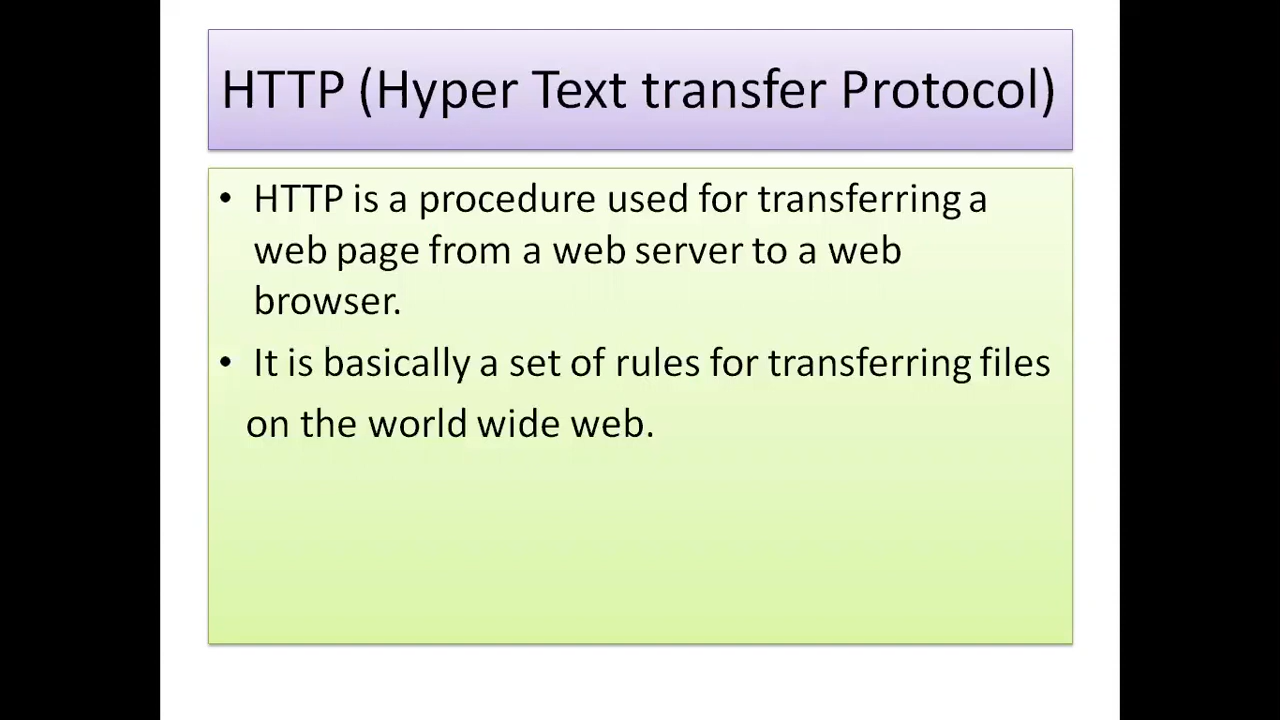 HTTP (Hyper Text transfer Protocol)
• HTTP is a procedure used for transferring a
web page from a web server to a web
browser.
• It is basically a set of rules for transferring files
on the world wide web.